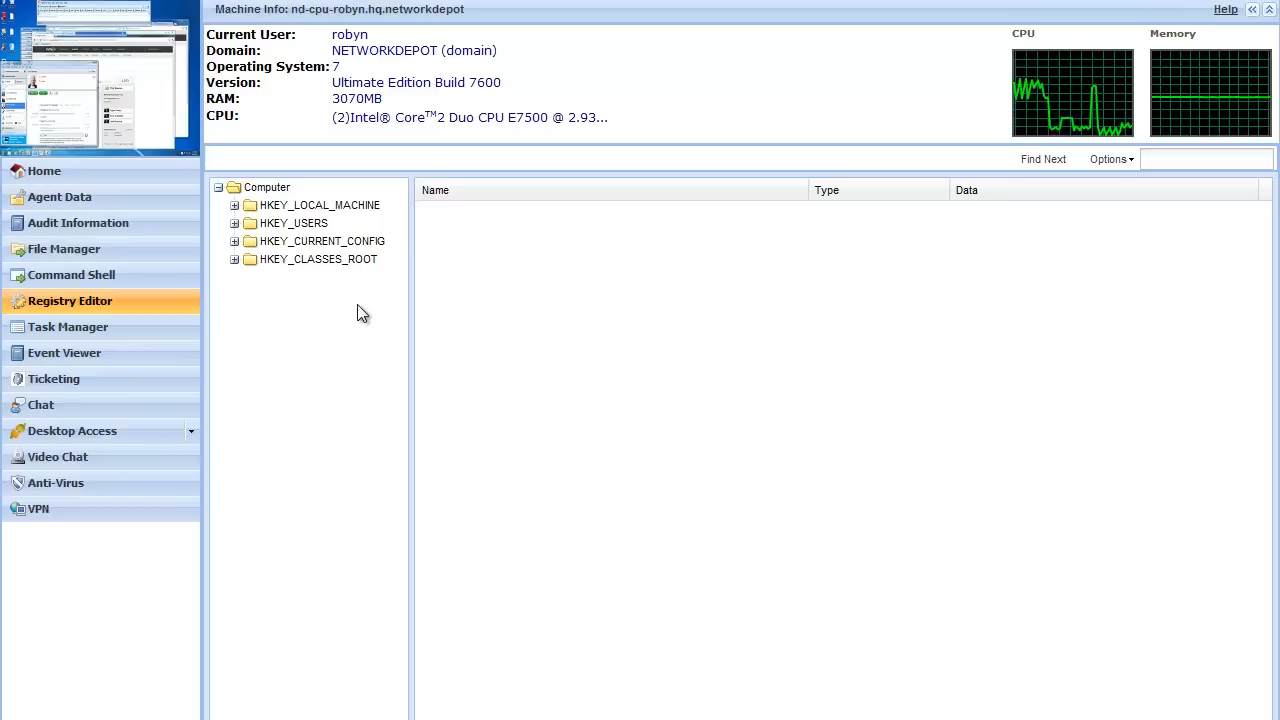 Machine Info: nd-cpu-robyn.hq.networkdepot
Help
Current User: robyn
Domain: NETWORKDEPOT (dc)
Operating System: 7
Version: Ultimate Edition Build 7600
RAM: 1770MB
CPU: (2)Intel® Core™2 Duo CPU E7500 @ 2.93...
CPU
Memory
Find Next
Options
Home
Agent Data
Audit Information
File Manager
Command Shell
Registry Editor
Task Manager
Event Viewer
Ticketing
Chat
Desktop Access
Video Chat
Anti-Virus
VPN
Computer
HKEY_LOCAL_MACHINE
HKEY_USERS
HKEY_CURRENT_CONFIG
HKEY_CLASSES_ROOT
Name
Type
Data